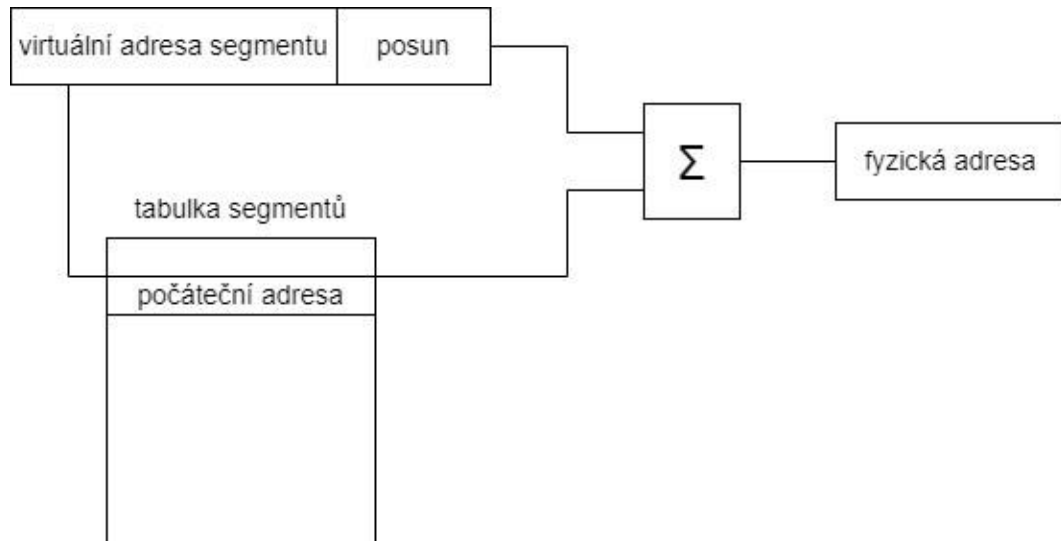 virtuální adresa segmentu
posun
Σ
fyzická adresa
tabulka segmentů
počáteční adresa